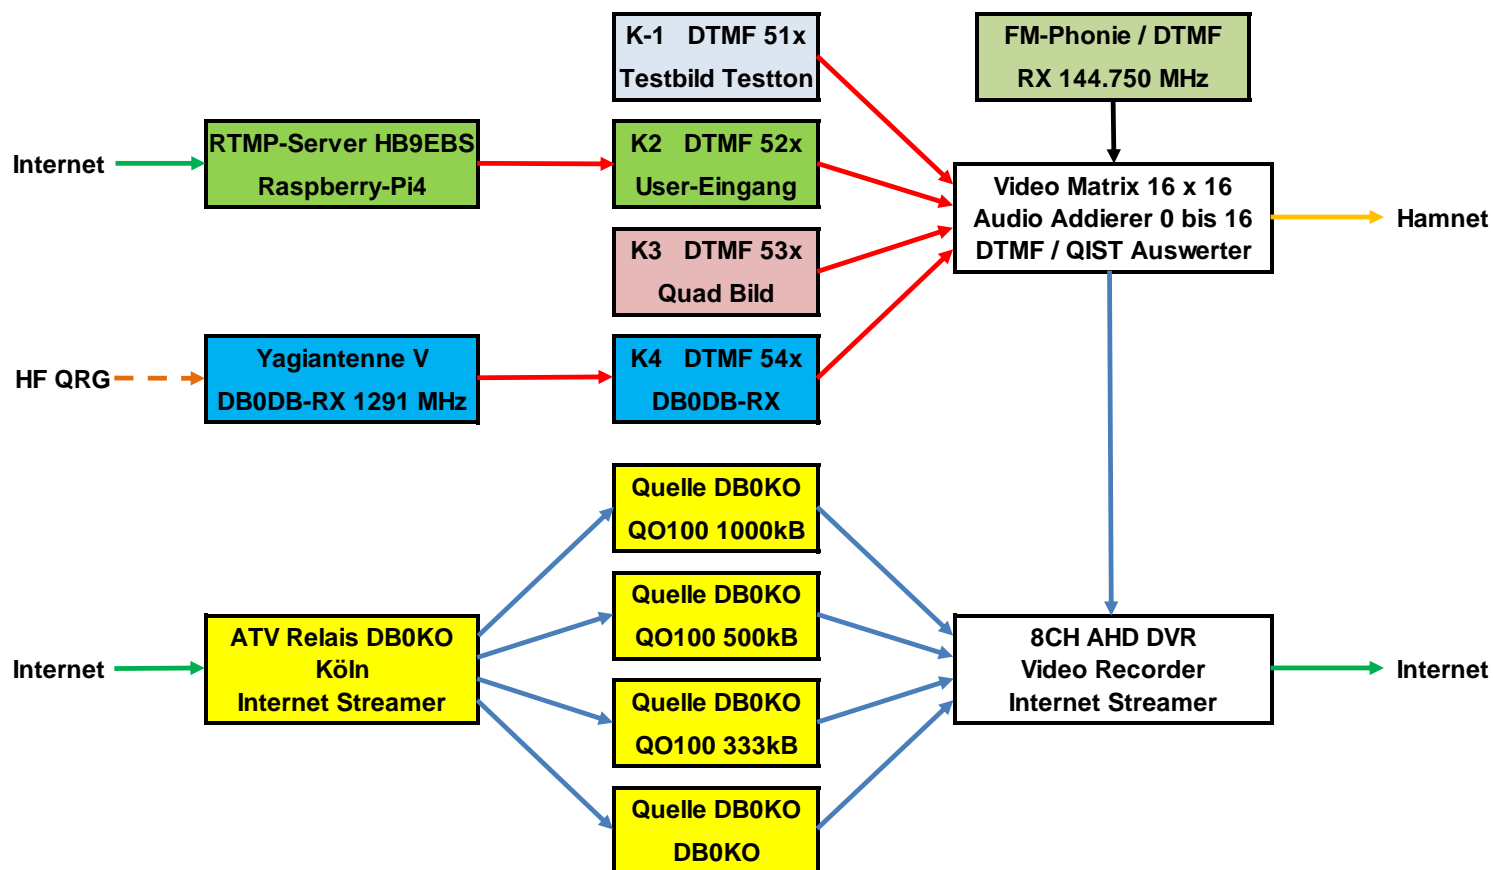 K-1 DTMF 51x
Testbild Testton
FM-Phonie / DTMF
RX 144.750 MHz
Internet
RTMP-Server HB9EBS
Raspberry-Pi4
K2 DTMF 52x
User-Eingang
Video Matrix 16 x 16
Audio Addierer 0 bis 16
DTMF / QIST Auswerter
Hamnet
K3 DTMF 53x
Quad Bild
HF QRG
Yagiantenne V
DB0DB-RX 1291 MHz
K4 DTMF 54x
DB0DB-RX
Quelle DB0KO
QO100 1000kB
Quelle DB0KO
QO100 500kB
Internet
ATV Relais DB0KO
Köln
Internet Streamer
8CH AHD DVR
Video Recorder
Internet Streamer
Internet
Quelle DB0KO
QO100 333kB
Quelle DB0KO
DB0KO